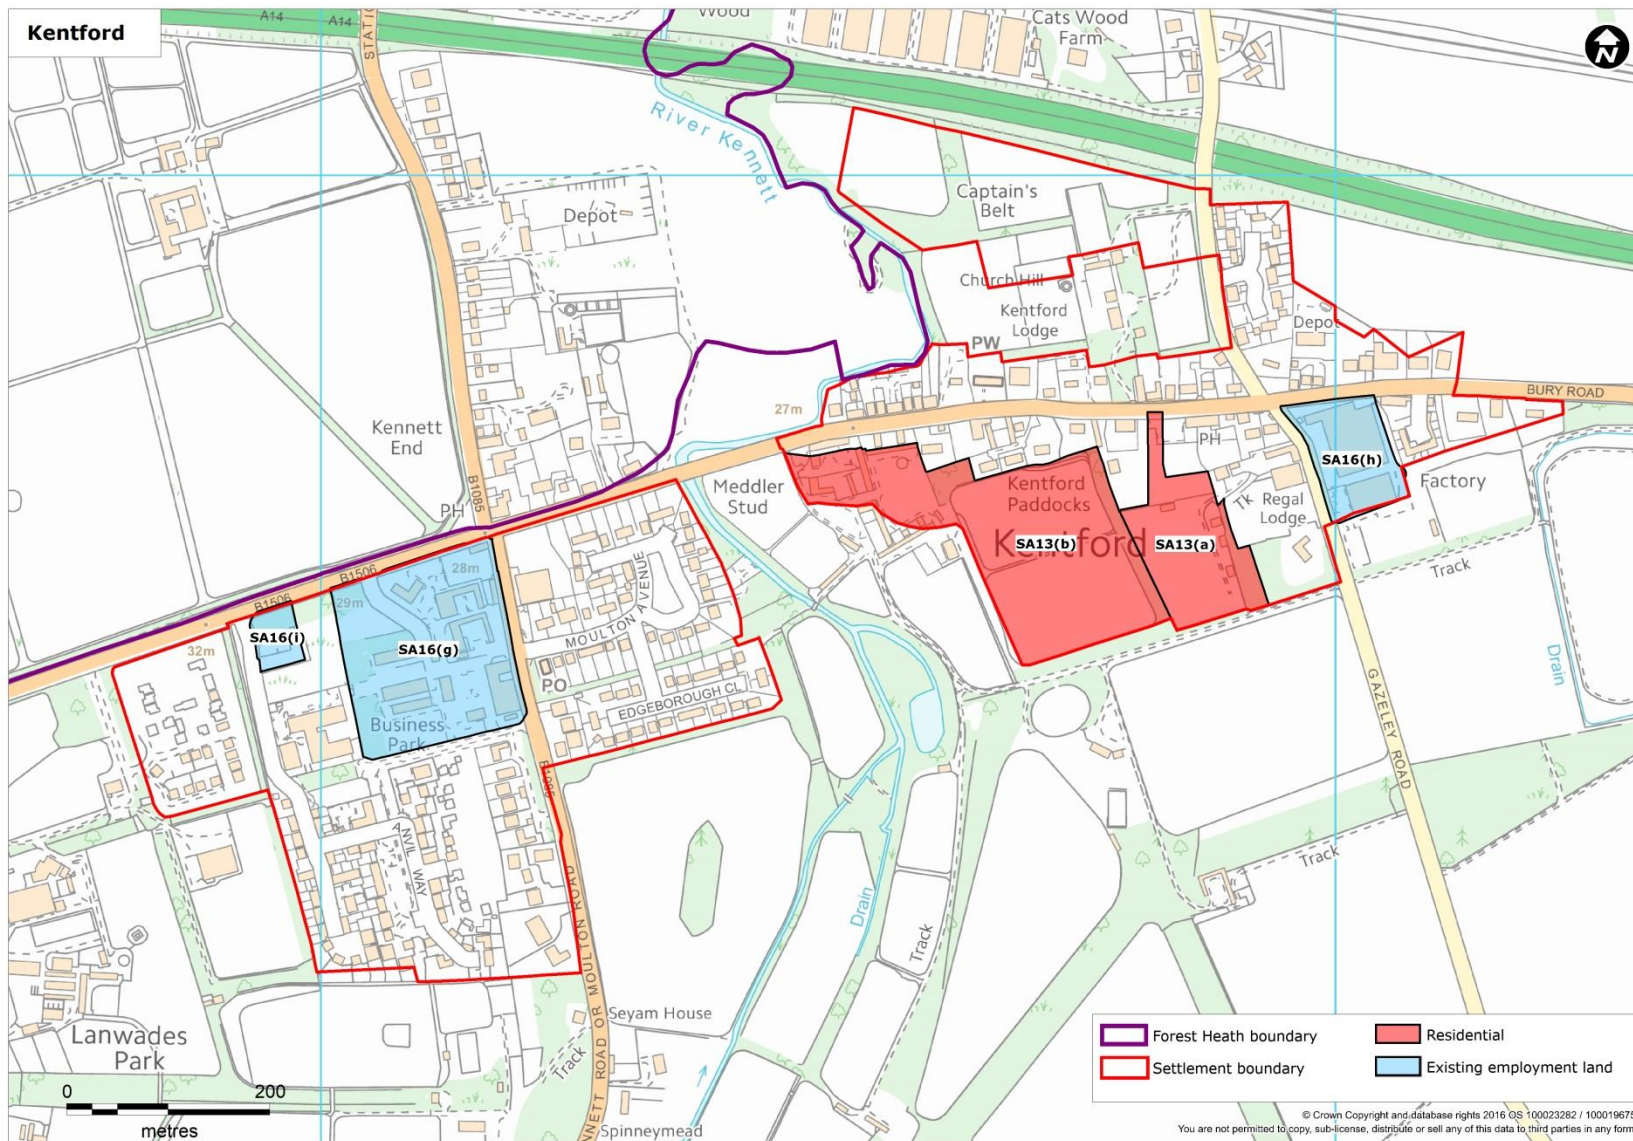 Kentford
A14
A14
Wood
Cats Wood
Farm
N
STATI
River Kennett
Captain's
Belt
Depot
Church Hill
Kentford
Lodge
Depot
PW
BURY ROAD
27m
Kennett
End
B1085
PH
PH
SA16(h)
Factory
Meddler
Stud
Kentford
Paddocks
TK
Regal
Lodge
Kentford
SA13(b)
SA13(a)
B1506
28m
B1506
29m
MOULTON AVENUE
Track
SA16(i)
SA16(g)
32m
PO
EDGEBOROUGH CL
Drain
GAZELEY ROAD
Business
Park
B1085
ANVIL WAY
Track
Drain
Track
Lanwades
Park
Seyam House
Track
NNETT ROAD OR MOULTON ROAD
Spinneymead
0 200
metres
Forest Heath boundary
Residential
Settlement boundary
Existing employment land
© Crown Copyright and database rights 2016 OS 100023282 / 100019675
You are not permitted to copy, sub-license, distribute or sell any of this data to third parties in any form